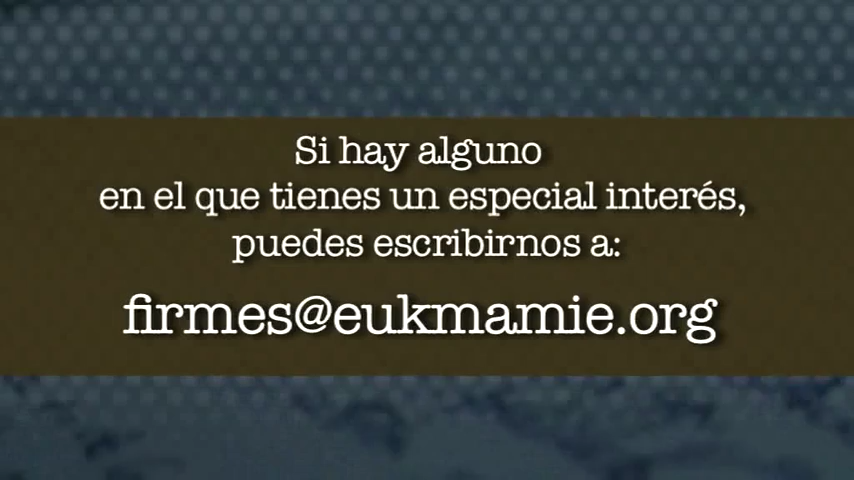 Si hay alguno
en el que tienes un especial interés,
puedes escribirnos a:
firmes@eukmamie.org